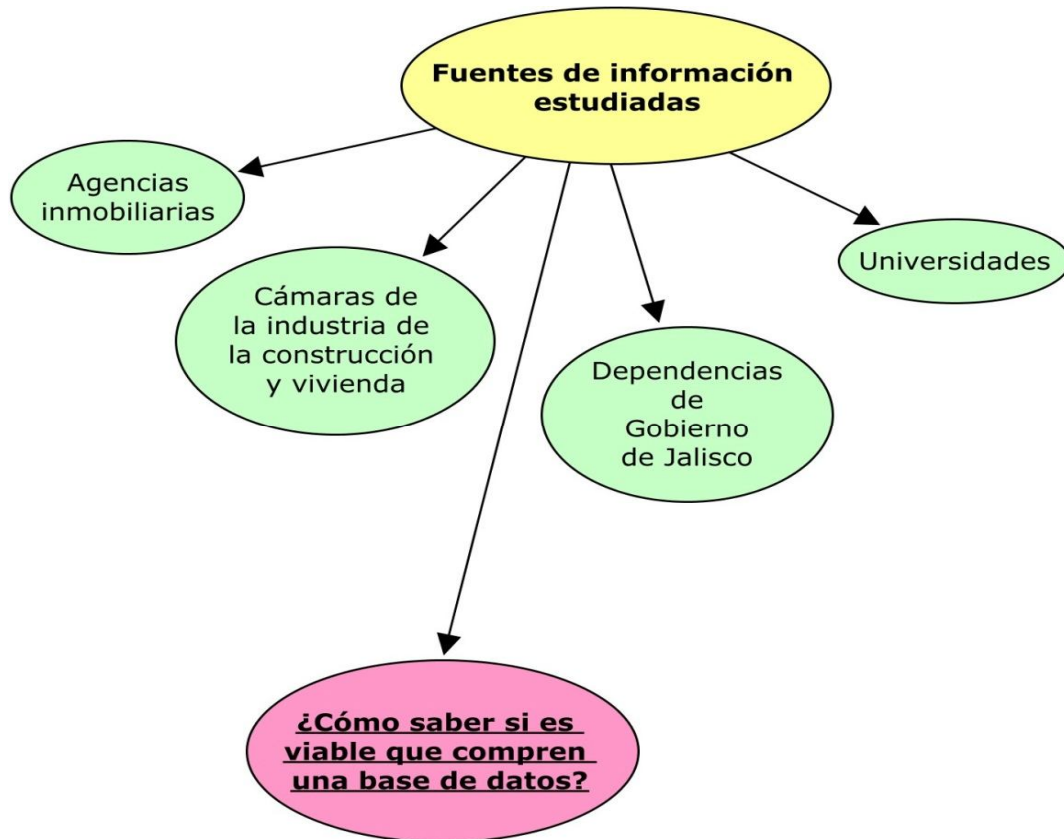 Fuentes de información
estudiadas
Agencias
inmobiliarias
Cámaras de
la industria de
la construcción
y vivienda
Dependencias
de
Gobierno
de Jalisco
Universidades
¿Cómo saber si es
viable que compren
una base de datos?